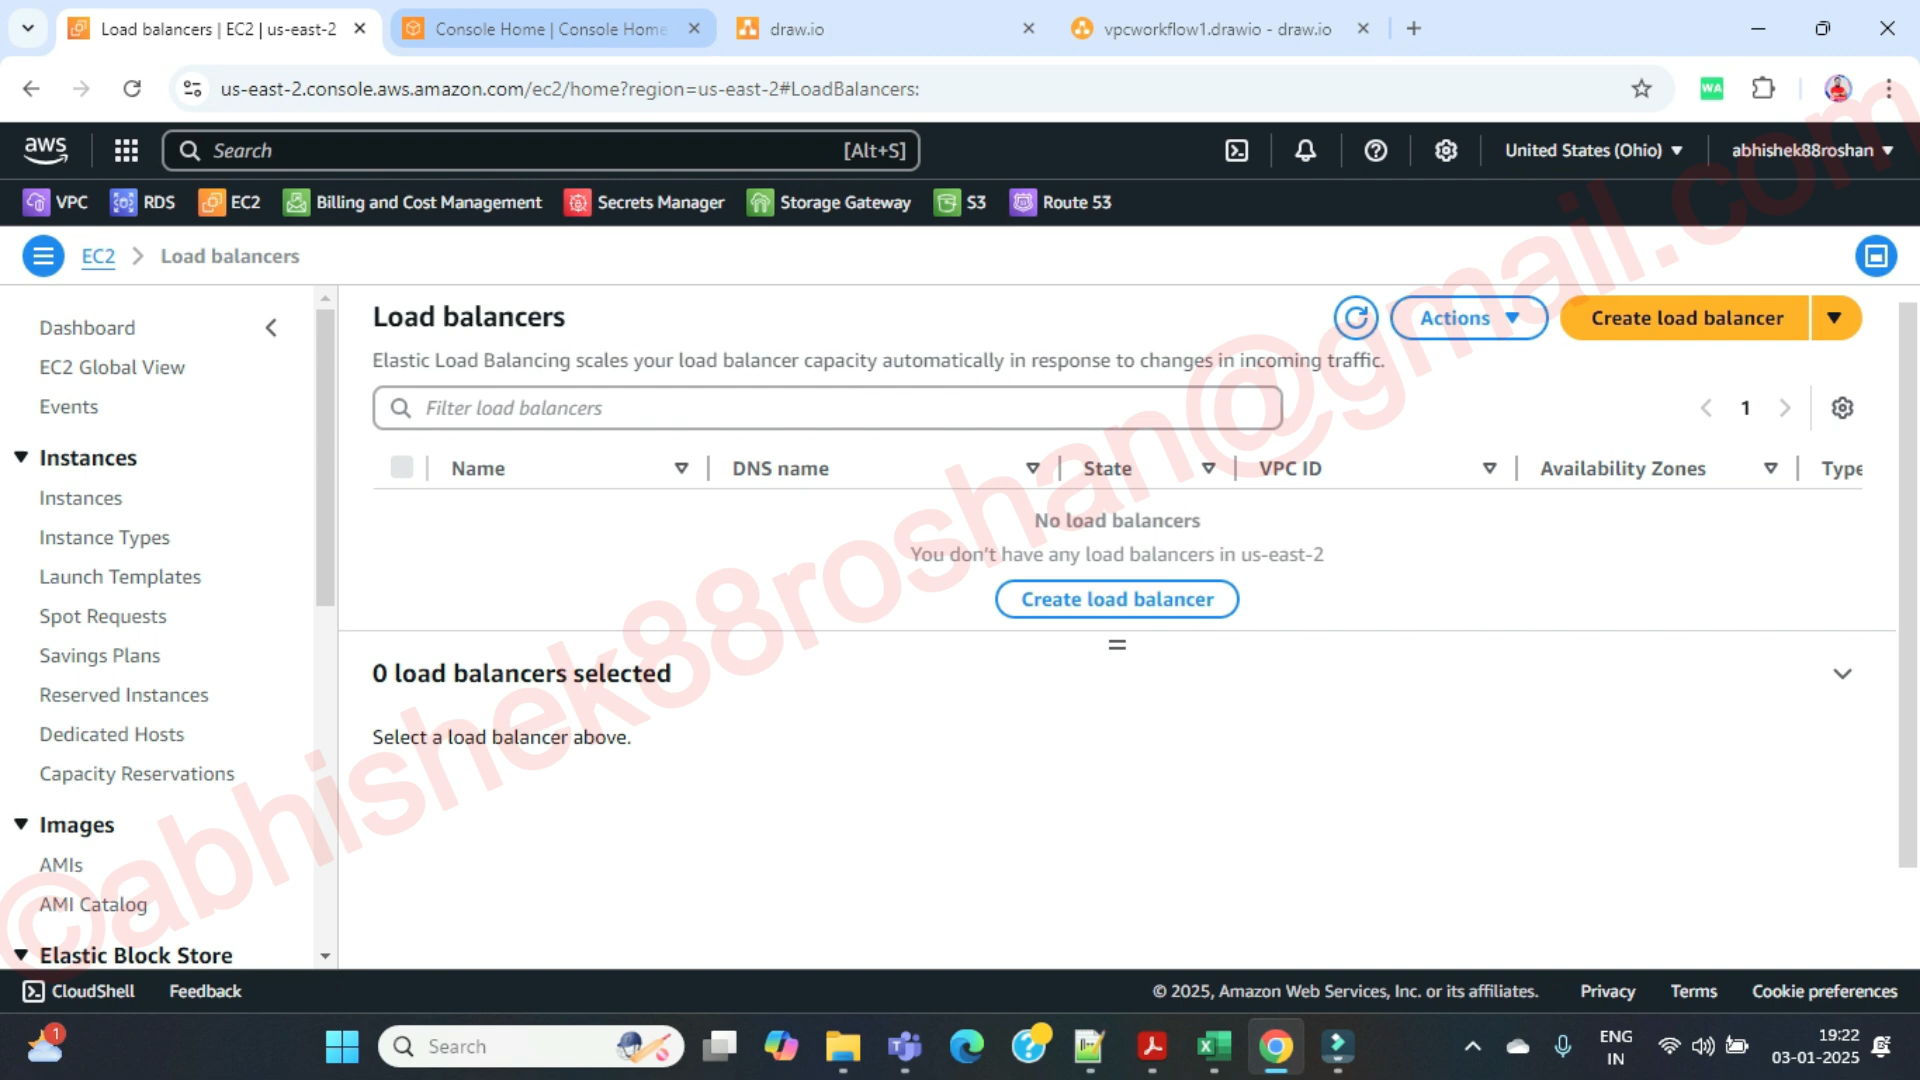 Load balancers | EC2 | us-east-2
Console Home | Console Home
draw.io
vpcworkflow1.drawio - draw.io
us-east-2.console.aws.amazon.com/ec2/home?region=us-east-2#LoadBalancers:
WA
aws
Search
[Alt+S]
United States (Ohio)
abhishek88roshan
VPC
RDS
EC2
Billing and Cost Management
Secrets Manager
Storage Gateway
S3
Route 53
EC2
Load balancers
Dashboard
EC2 Global View
Events
Instances
Instances
Instance Types
Launch Templates
Spot Requests
Savings Plans
Reserved Instances
Dedicated Hosts
Capacity Reservations
Images
AMIs
AMI Catalog
Elastic Block Store
Load balancers
Actions
Create load balancer
Elastic Load Balancing scales your load balancer capacity automatically in response to changes in incoming traffic.
Filter load balancers
1
Name
DNS name
State
VPC ID
Availability Zones
Type
No load balancers
You don't have any load balancers in us-east-2
Create load balancer
0 load balancers selected
Select a load balancer above.
©abhishek88roshan@gmail.com
CloudShell
Feedback
© 2025, Amazon Web Services, Inc. or its affiliates.
Privacy
Terms
Cookie preferences
1
Search
ENG
IN
19:22
03-01-2025